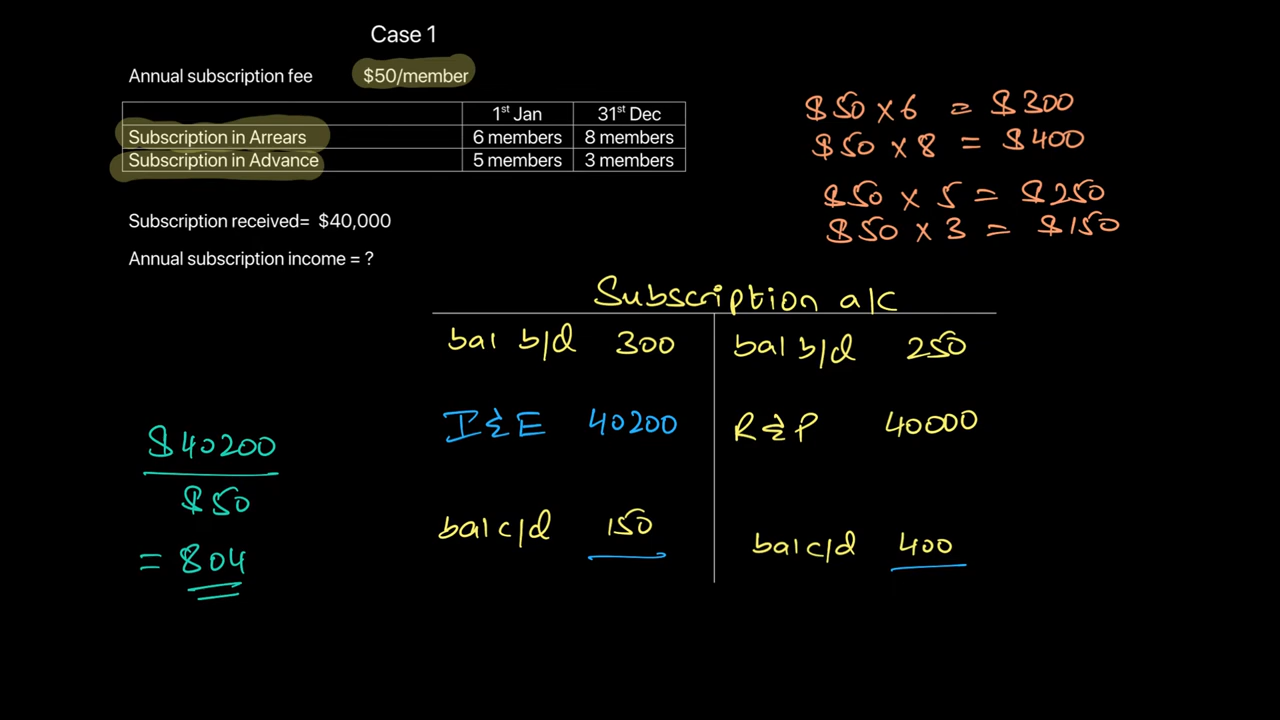 Case 1
Annual subscription fee $50/member
1st Jan 31st Dec
Subscription in Arrears 6 members 8 members
Subscription in Advance 5 members 3 members
Subscription received= $40,000
Annual subscription income = ?
$50 x 6 = $300
$50 x 8 = $400
$50 x 5 = $250
$50 x 3 = $150
Subscription a/c
bal b/d 300 bal b/d 250
I & E 40200 R & P 40000
bal c/d 150 bal c/d 400
$40200
$50
= 804